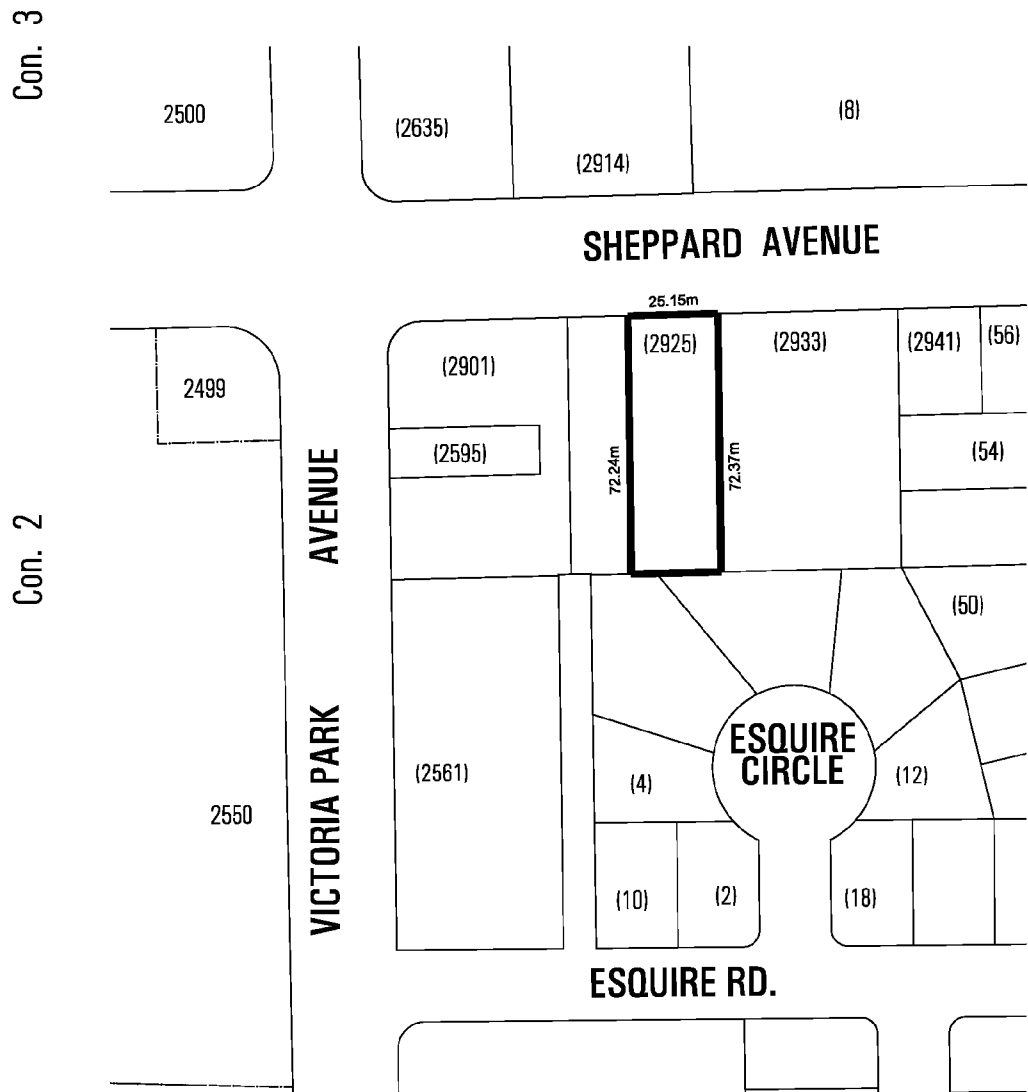 Con. 3
2500
(2635)
(2914)
(8)
SHEPPARD AVENUE
25.15m
(2925)
(2933)
(2941)
(56)
(2901)
2499
(2595)
(54)
72.24m
72.37m
Con. 2
VICTORIA PARK AVENUE
(50)
ESQUIRE
CIRCLE
(2561)
(4)
(12)
2550
(10)
(2)
(18)
ESQUIRE RD.